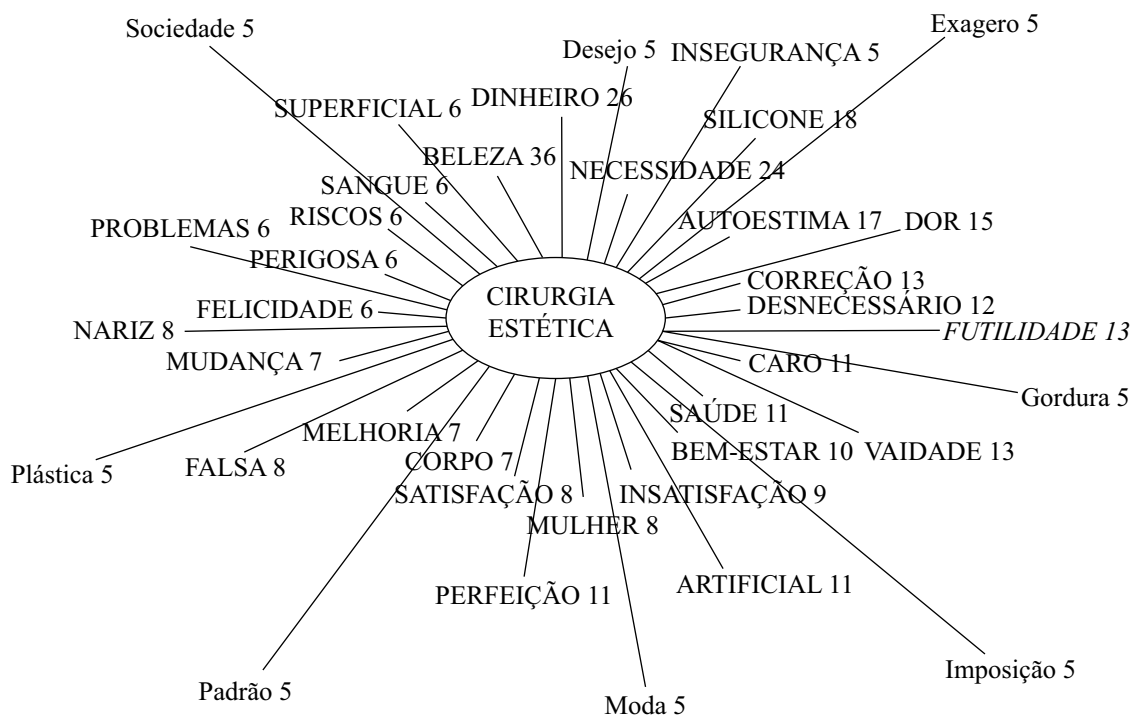 Sociedade 5
Exagero 5
Desejo 5
INSEGURANÇA 5
DINHEIRO 26
SUPERFICIAL 6
SILICONE 18
BELEZA 36
NECESSIDADE 24
SANGUE 6
RISCOS 6
AUTOESTIMA 17
DOR 15
PROBLEMAS 6
PERIGOSA 6
CORREÇÃO 13
CIRURGIA
ESTÉTICA
FELICIDADE 6
DESNECESSÁRIO 12
NARIZ 8
FUTILIDADE 13
MUDANÇA 7
CARO 11
Gordura 5
SAÚDE 11
MELHORIA 7
BEM-ESTAR 10
VAIDADE 13
CORPO 7
Plástica 5
FALSA 8
SATISFAÇÃO 8
INSATISFAÇÃO 9
MULHER 8
PERFEIÇÃO 11
ARTIFICIAL 11
Imposição 5
Padrão 5
Moda 5